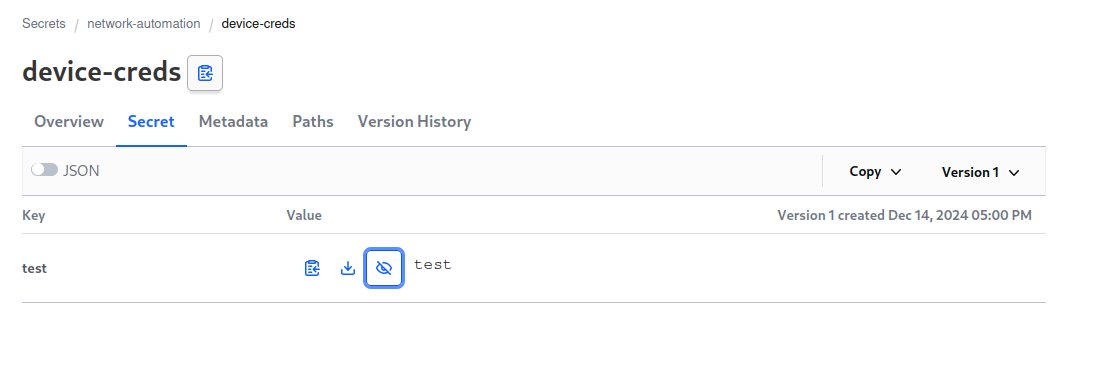 Secrets / network-automation / device-creds
device-creds
Overview Secret Metadata Paths Version History
JSON Copy Version 1
Key Value Version 1 created Dec 14, 2024 05:00 PM
test test